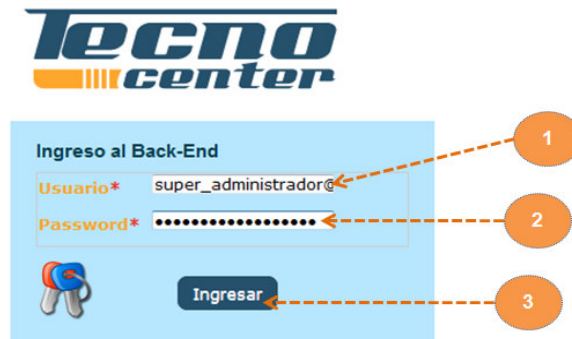 Tecno
center
Ingreso al Back-End
Usuario* super_administrador@
Password* ••••••••••••••••••
Ingresar
1
2
3